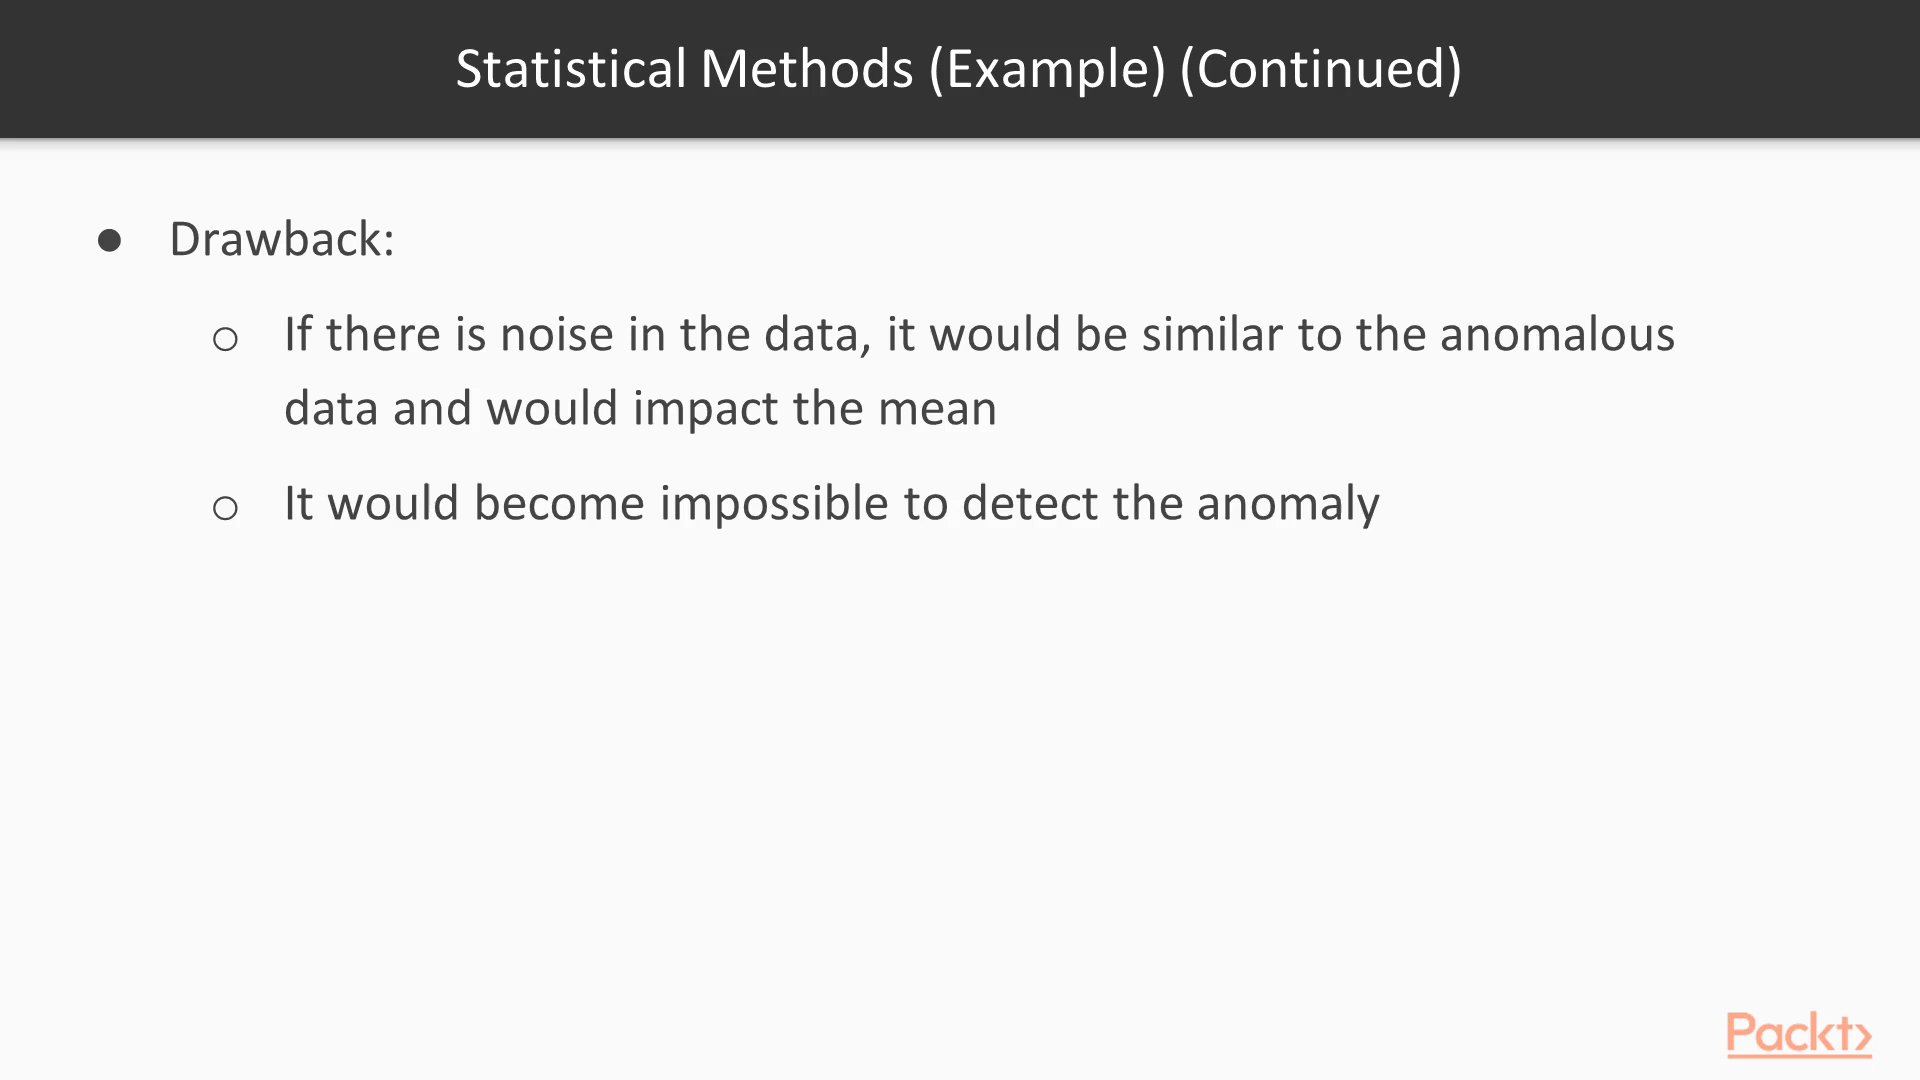 Statistical Methods (Example) (Continued)
● Drawback:
○ If there is noise in the data, it would be similar to the anomalous
data and would impact the mean
○ It would become impossible to detect the anomaly
Packt>